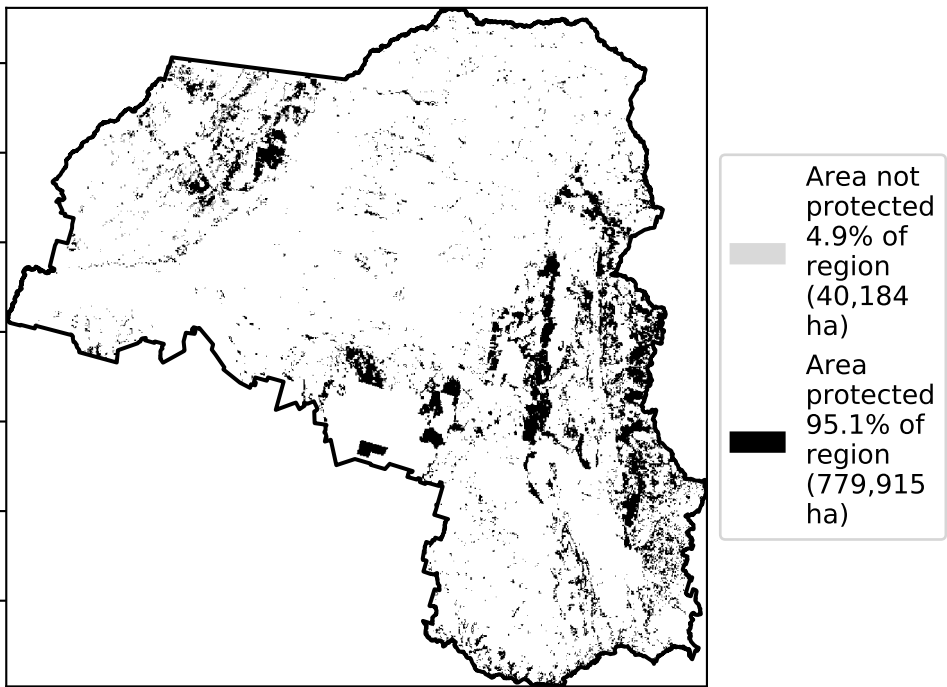 Area not
protected
4.9% of
region
(40,184
ha)
Area
protected
95.1% of
region
(779,915
ha)